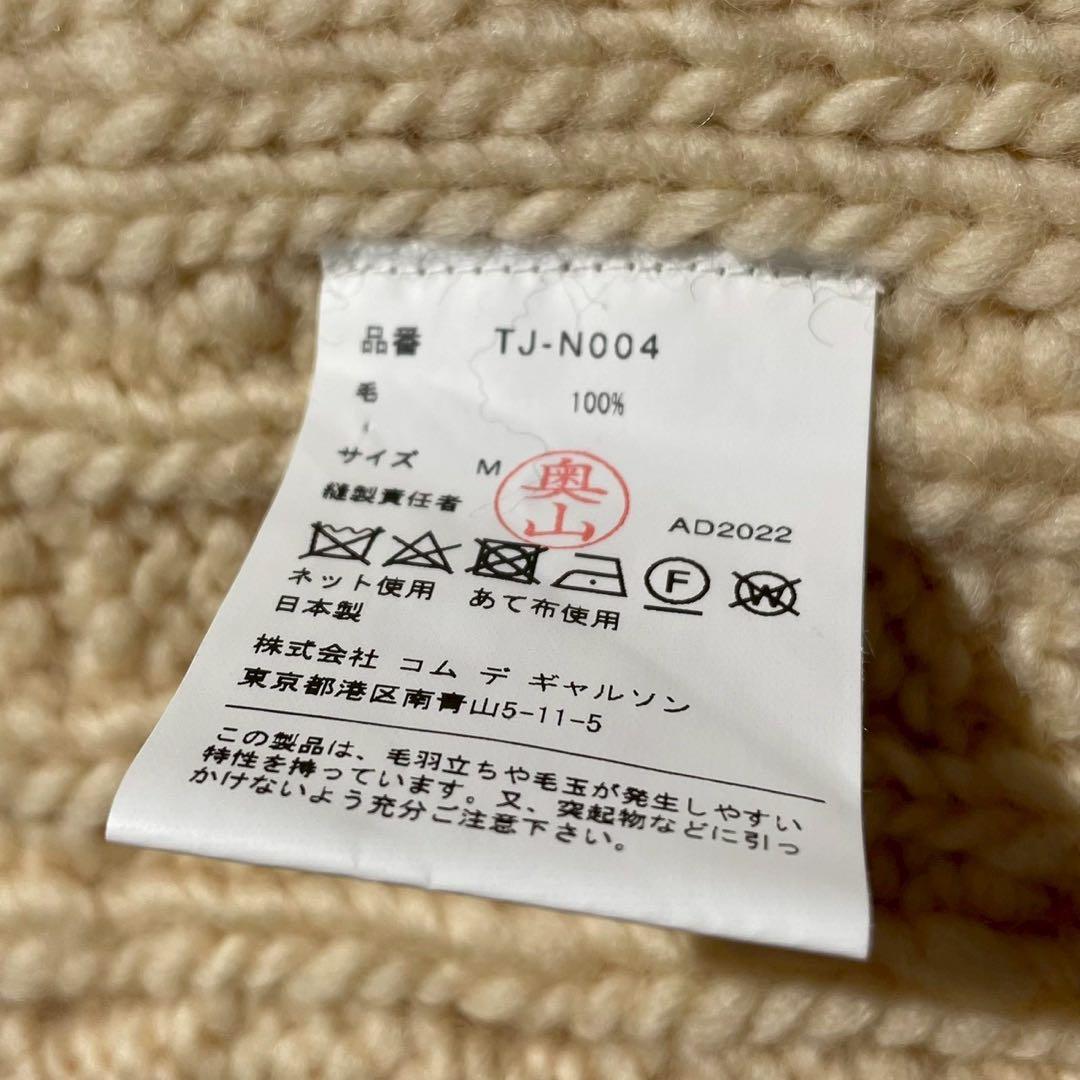 品番 TJ-N004
毛 100%
サイズ M
縫製責任者 奥山 AD2022
F W
ネット使用 あて布使用
日本製
株式会社 コム デ ギャルソン
東京都港区南青山5-11-5
この製品は、毛羽立ちや毛玉が発生しやすい
特性を持っています。又、突起物などに引っ
かけないよう充分ご注意下さい。